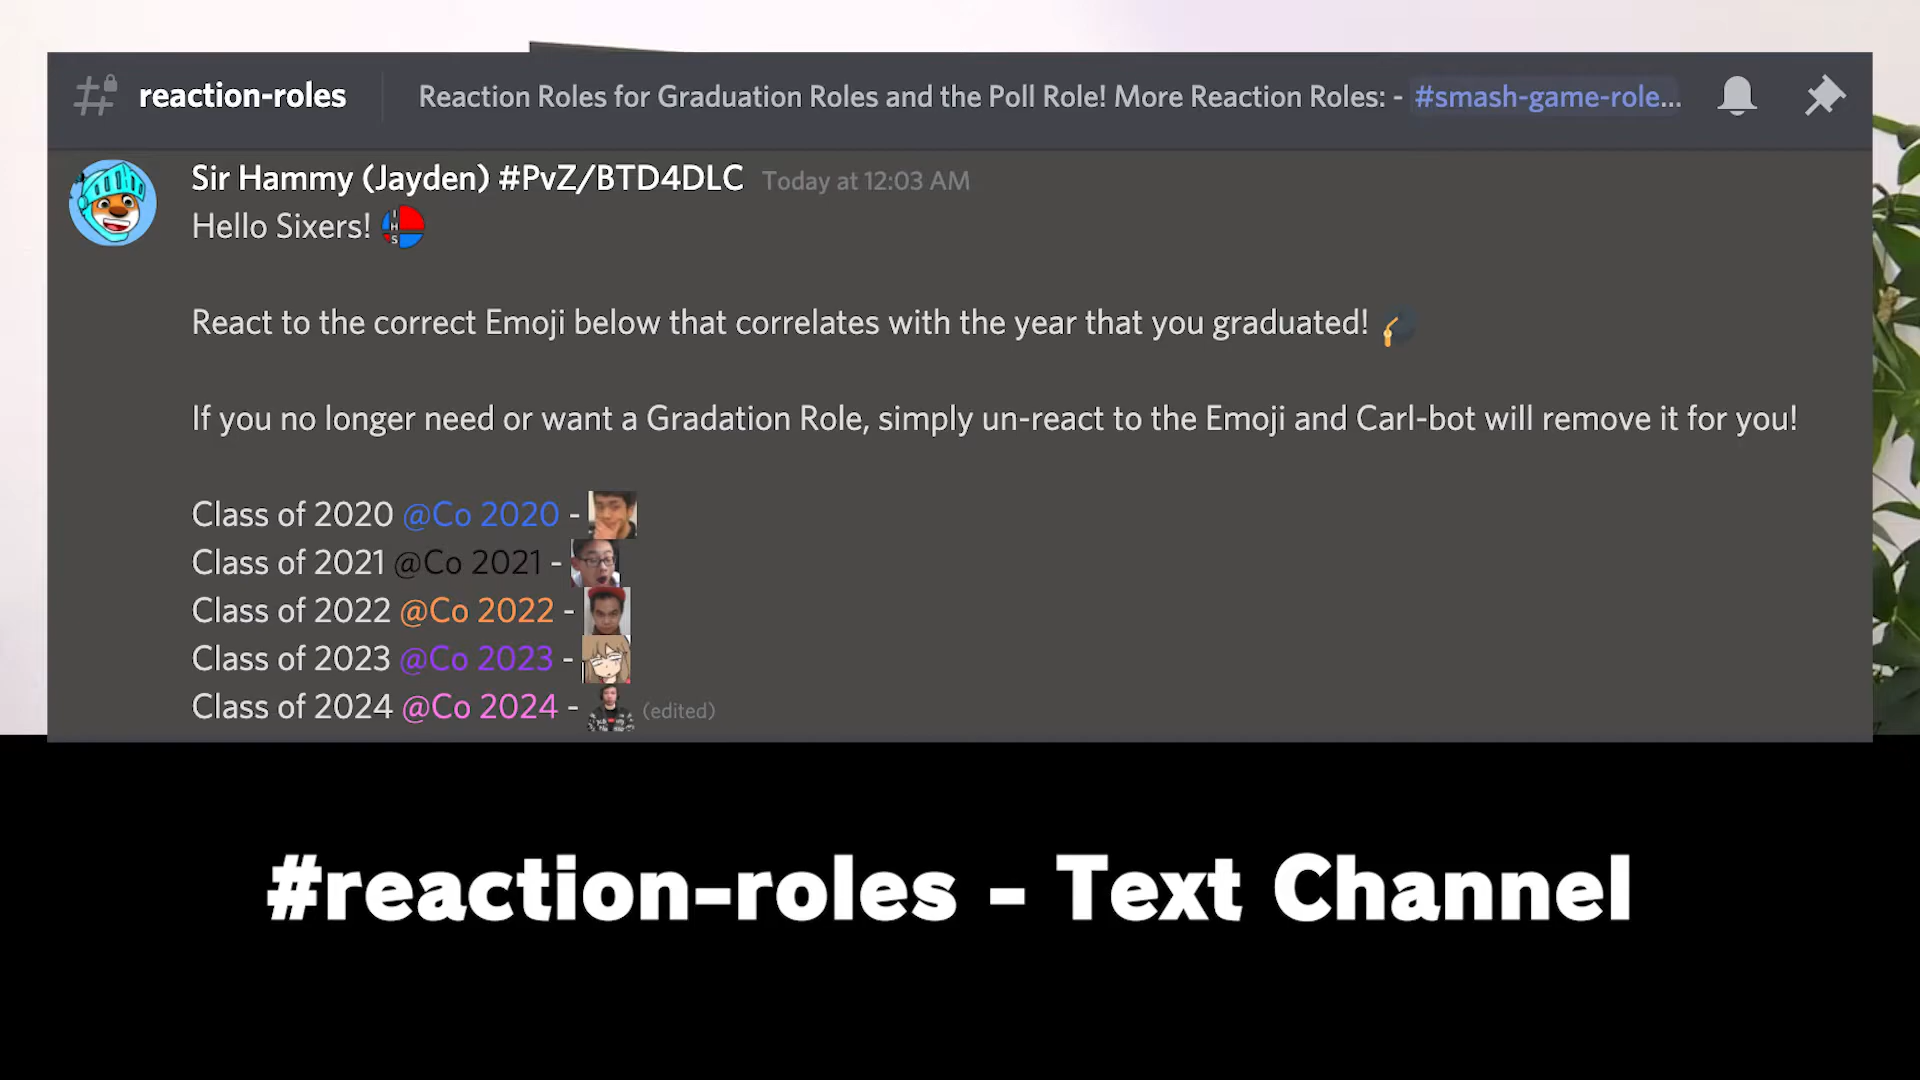 reaction-roles Reaction Roles for Graduation Roles and the Poll Role! More Reaction Roles: - #smash-game-role...
Sir Hammy (Jayden) #PvZ/BTD4DLC Today at 12:03 AM
Hello Sixers! I H S
React to the correct Emoji below that correlates with the year that you graduated!
If you no longer need or want a Gradation Role, simply un-react to the Emoji and Carl-bot will remove it for you!
Class of 2020 @Co 2020 -
Class of 2021 @Co 2021 -
Class of 2022 @Co 2022 -
Class of 2023 @Co 2023 -
Class of 2024 @Co 2024 - (edited)
#reaction-roles - Text Channel